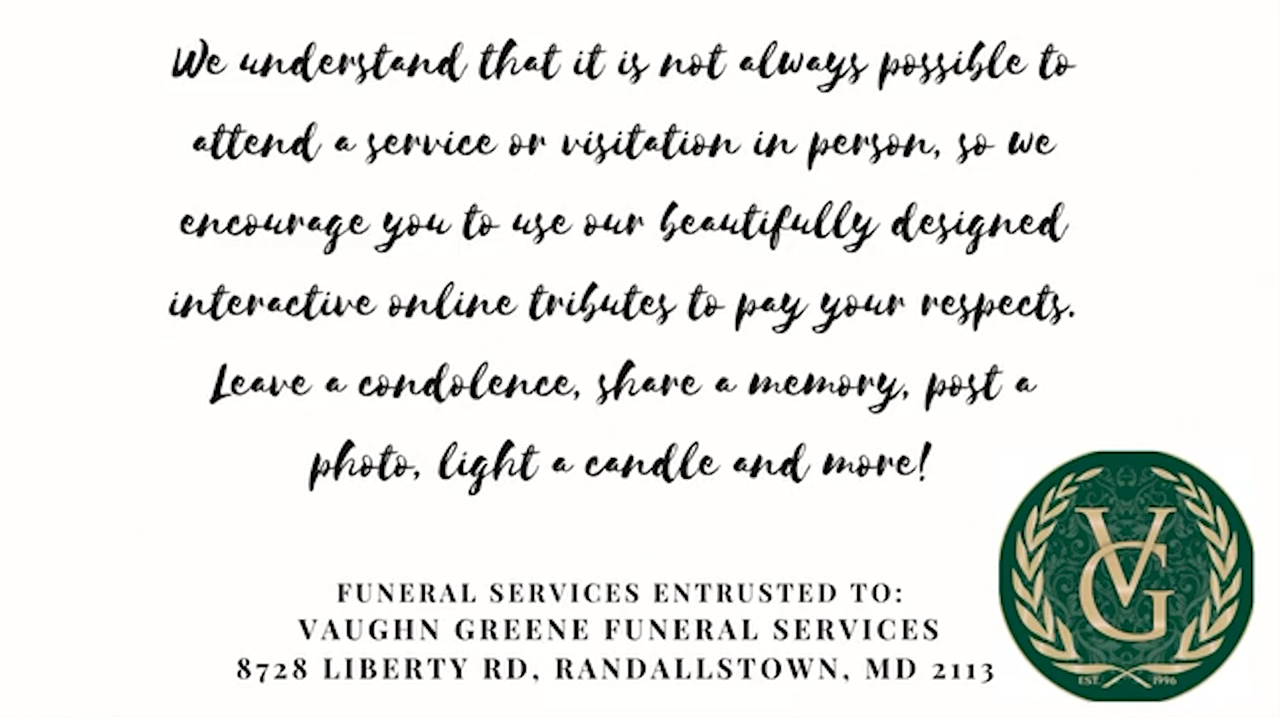 We understand that it is not always possible to
attend a service or visitation in person, so we
encourage you to use our beautifully designed
interactive online tributes to pay your respects.
Leave a condolence, share a memory, post a
photo, light a candle and more!
FUNERAL SERVICES ENTRUSTED TO:
VAUGHN GREENE FUNERAL SERVICES
8728 LIBERTY RD, RANDALLSTOWN, MD 2113
VG
EST. 1996